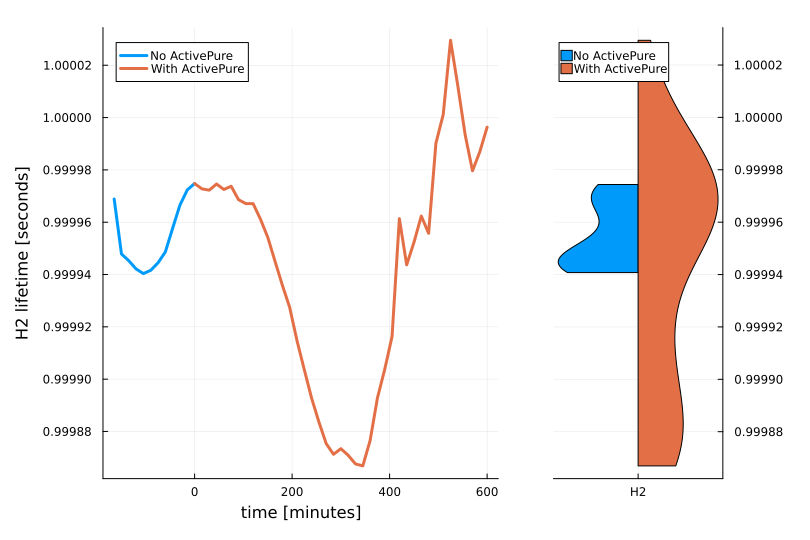 No ActivePure
With ActivePure
1.00002
1.00000
0.99998
0.99996
0.99994
0.99992
0.99990
0.99988
H2 lifetime [seconds]
0
200
400
600
time [minutes]
No ActivePure
With ActivePure
1.00002
1.00000
0.99998
0.99996
0.99994
0.99992
0.99990
0.99988
H2